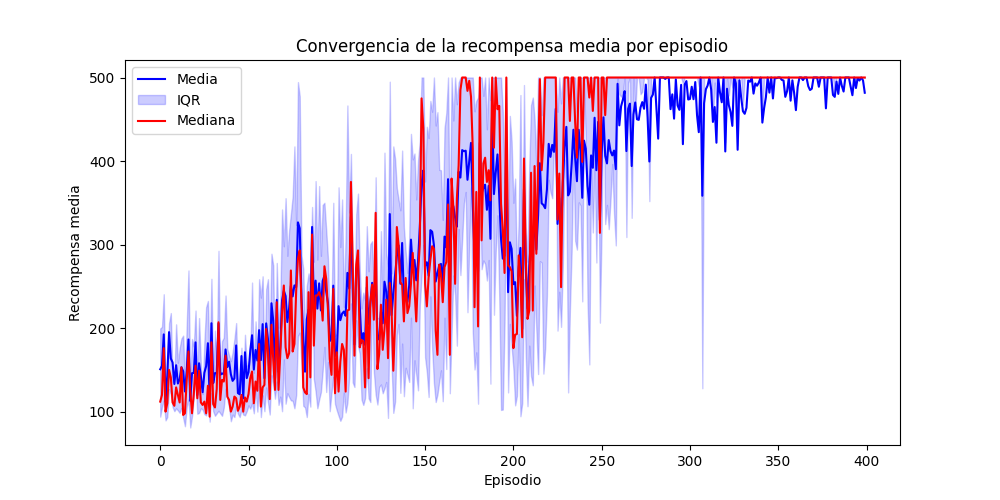 Convergencia de la recompensa media por episodio
Media
IQR
Mediana
Recompensa media
500
400
300
200
100
0 50 100 150 200 250 300 350 400
Episodio